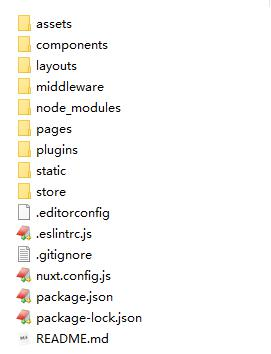 assets
components
layouts
middleware
node_modules
pages
plugins
static
store
.editorconfig
.eslintrc.js
.gitignore
nuxt.config.js
package.json
package-lock.json
README.md